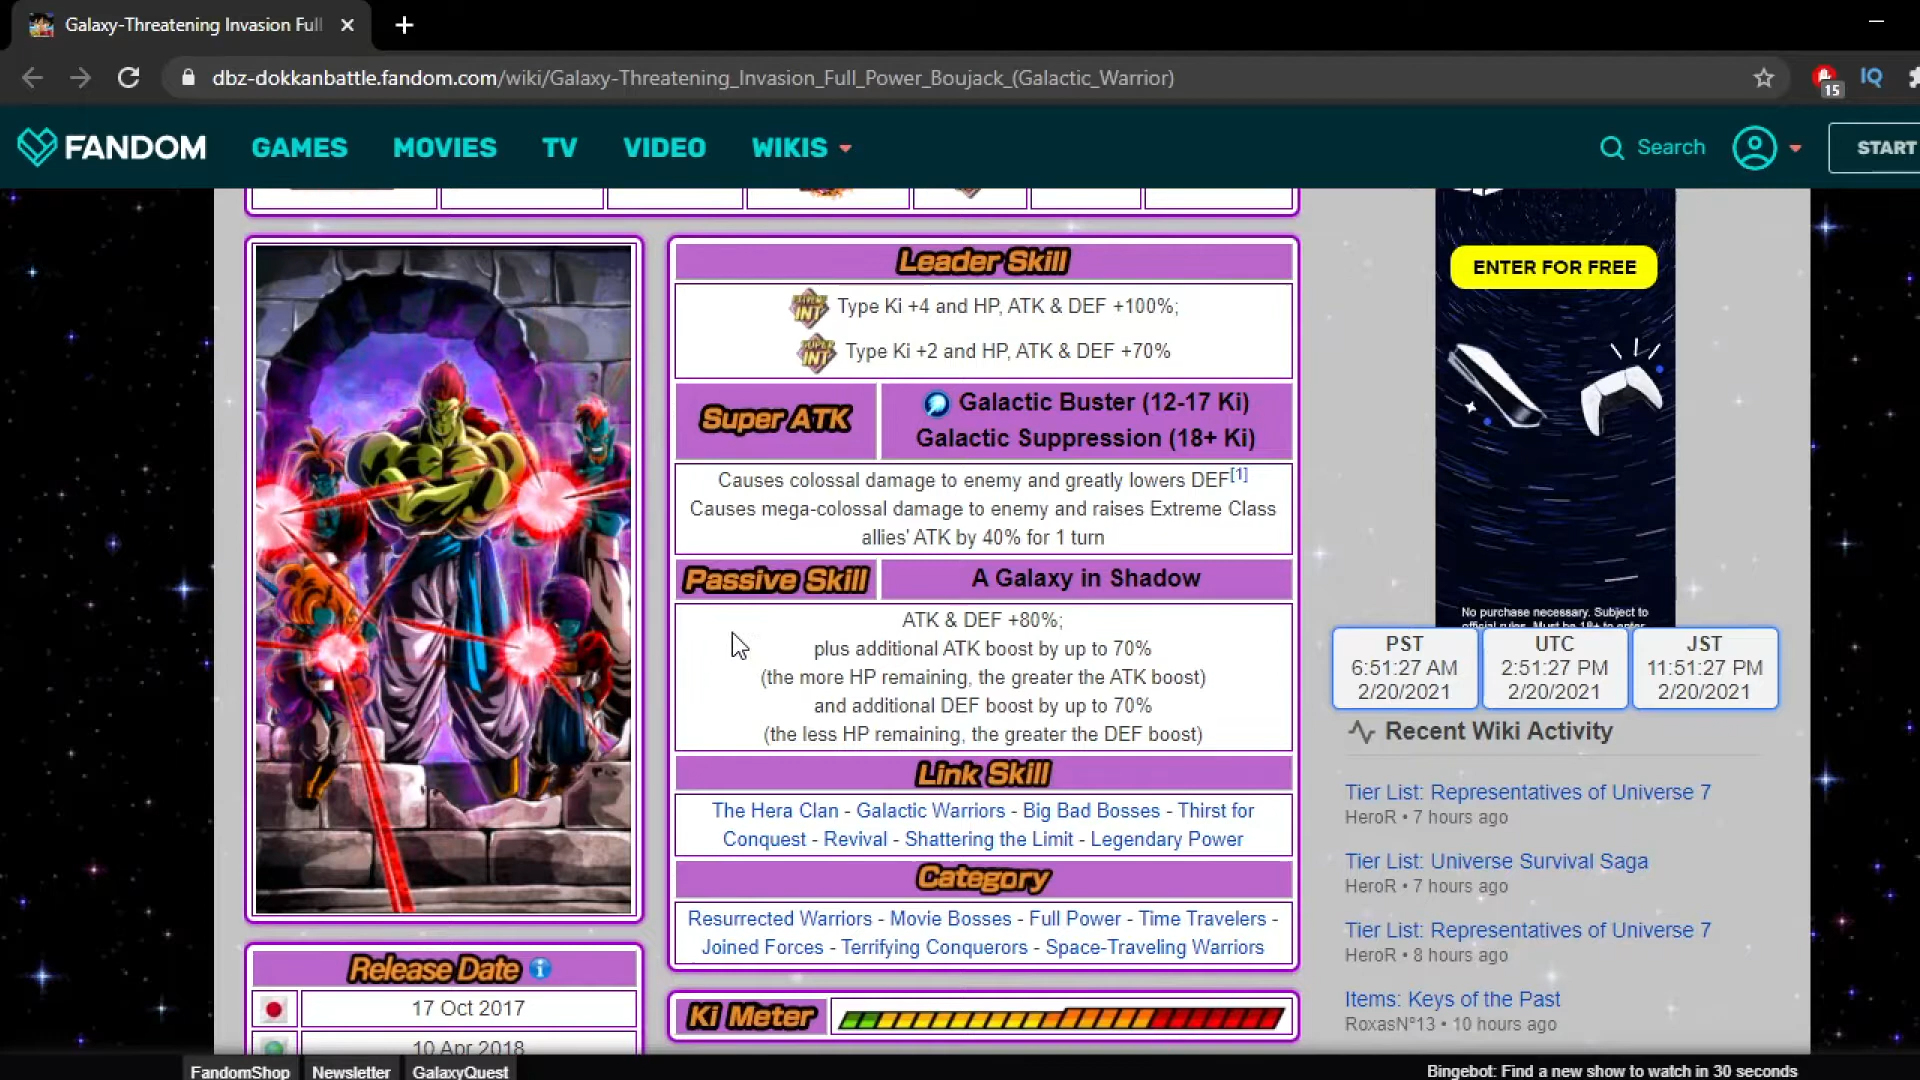 Galaxy-Threatening Invasion Full
dbz-dokkanbattle.fandom.com/wiki/Galaxy-Threatening_Invasion_Full_Power_Boujack_(Galactic_Warrior)
15
IQ
FANDOM
GAMES
MOVIES
TV
VIDEO
WIKIS
Search
START
Leader Skill
EXTREME INT Type Ki +4 and HP, ATK & DEF +100%;
SUPER INT Type Ki +2 and HP, ATK & DEF +70%
Super ATK
Galactic Buster (12-17 Ki)
Galactic Suppression (18+ Ki)
Causes colossal damage to enemy and greatly lowers DEF[1]
Causes mega-colossal damage to enemy and raises Extreme Class
allies' ATK by 40% for 1 turn
Passive Skill
A Galaxy in Shadow
ATK & DEF +80%;
plus additional ATK boost by up to 70%
(the more HP remaining, the greater the ATK boost)
and additional DEF boost by up to 70%
(the less HP remaining, the greater the DEF boost)
Link Skill
The Hera Clan - Galactic Warriors - Big Bad Bosses - Thirst for
Conquest - Revival - Shattering the Limit - Legendary Power
Category
Resurrected Warriors - Movie Bosses - Full Power - Time Travelers -
Joined Forces - Terrifying Conquerors - Space-Traveling Warriors
Ki Meter
Release Date
17 Oct 2017
10 Apr 2018
ENTER FOR FREE
No purchase necessary. Subject to
official rules. Must be 18+ to enter
PST
6:51:27 AM
2/20/2021
UTC
2:51:27 PM
2/20/2021
JST
11:51:27 PM
2/20/2021
Recent Wiki Activity
Tier List: Representatives of Universe 7
HeroR • 7 hours ago
Tier List: Universe Survival Saga
HeroR • 7 hours ago
Tier List: Representatives of Universe 7
HeroR • 8 hours ago
Items: Keys of the Past
RoxasNº13 • 10 hours ago
FandomShop
Newsletter
GalaxyQuest
Bingebot: Find a new show to watch in 30 seconds